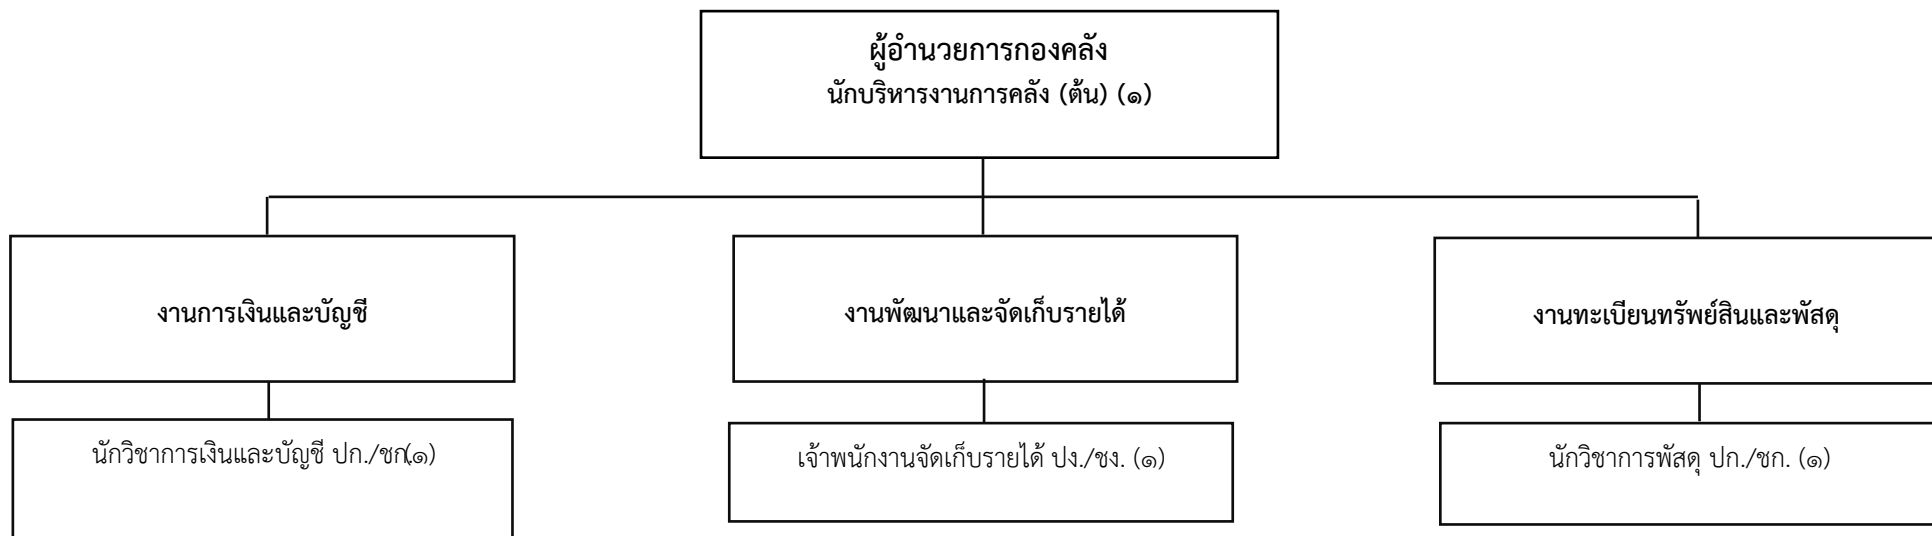 ผู้อำนวยการกองคลัง
นักบริหารงานการคลัง (ต้น) (๑)
งานการเงินและบัญชี
งานพัฒนาและจัดเก็บรายได้
งานทะเบียนทรัพย์สินและพัสดุ
นักวิชาการเงินและบัญชี ปก./ชก.(๑)
เจ้าพนักงานจัดเก็บรายได้ ปง./ชง. (๑)
นักวิชาการพัสดุ ปก./ชก. (๑)